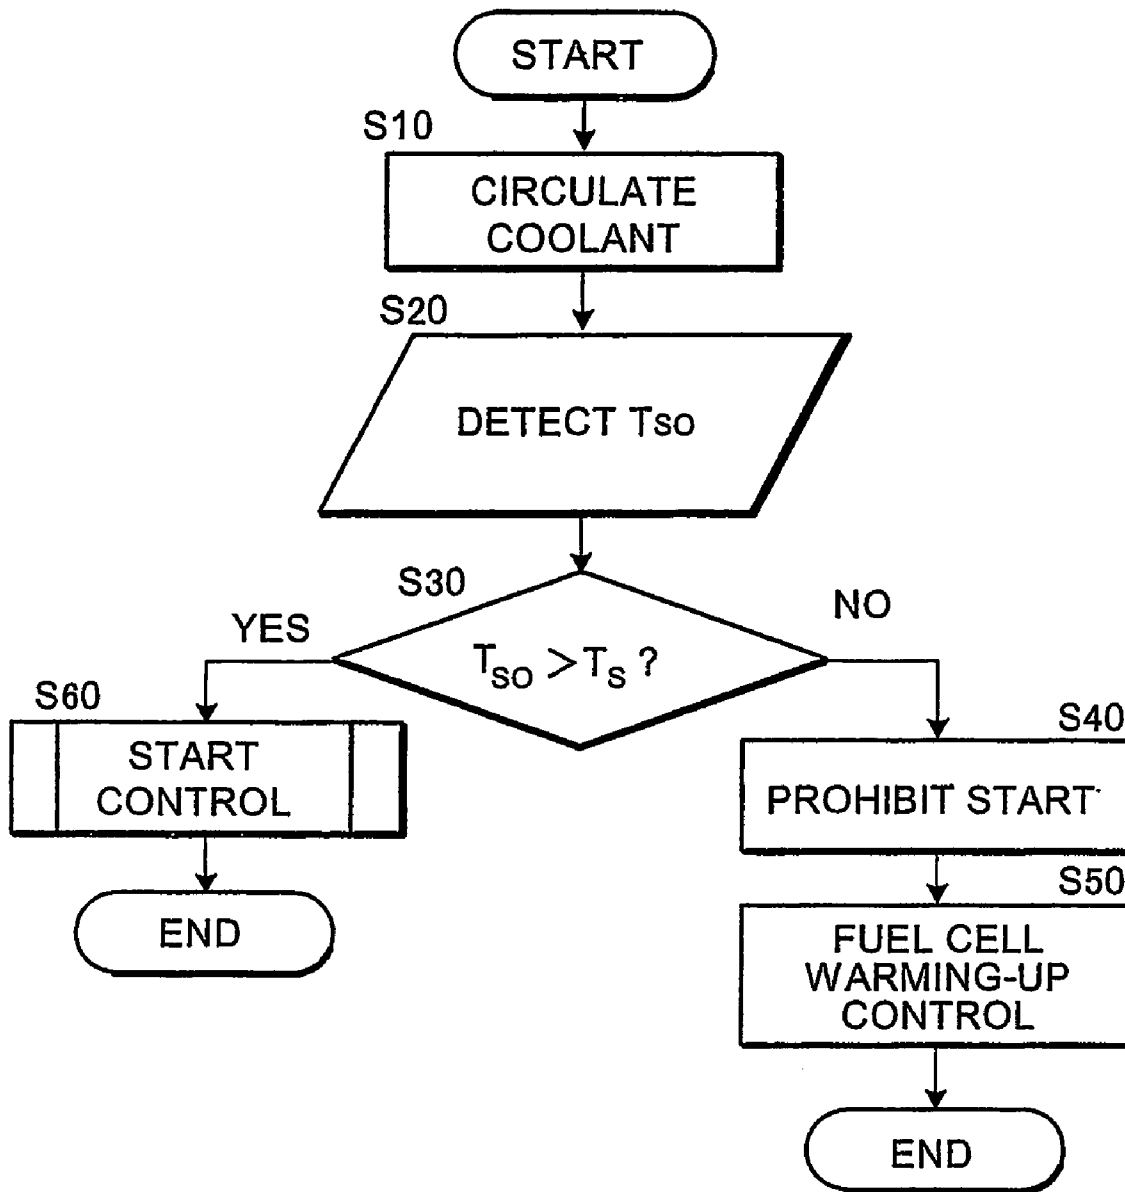 START
S10
CIRCULATE
COOLANT
S20
DETECT Tso
S30
YES
NO
TSO > TS ?
S60
START
CONTROL
END
S40
PROHIBIT START
S50
FUEL CELL
WARMING-UP
CONTROL
END